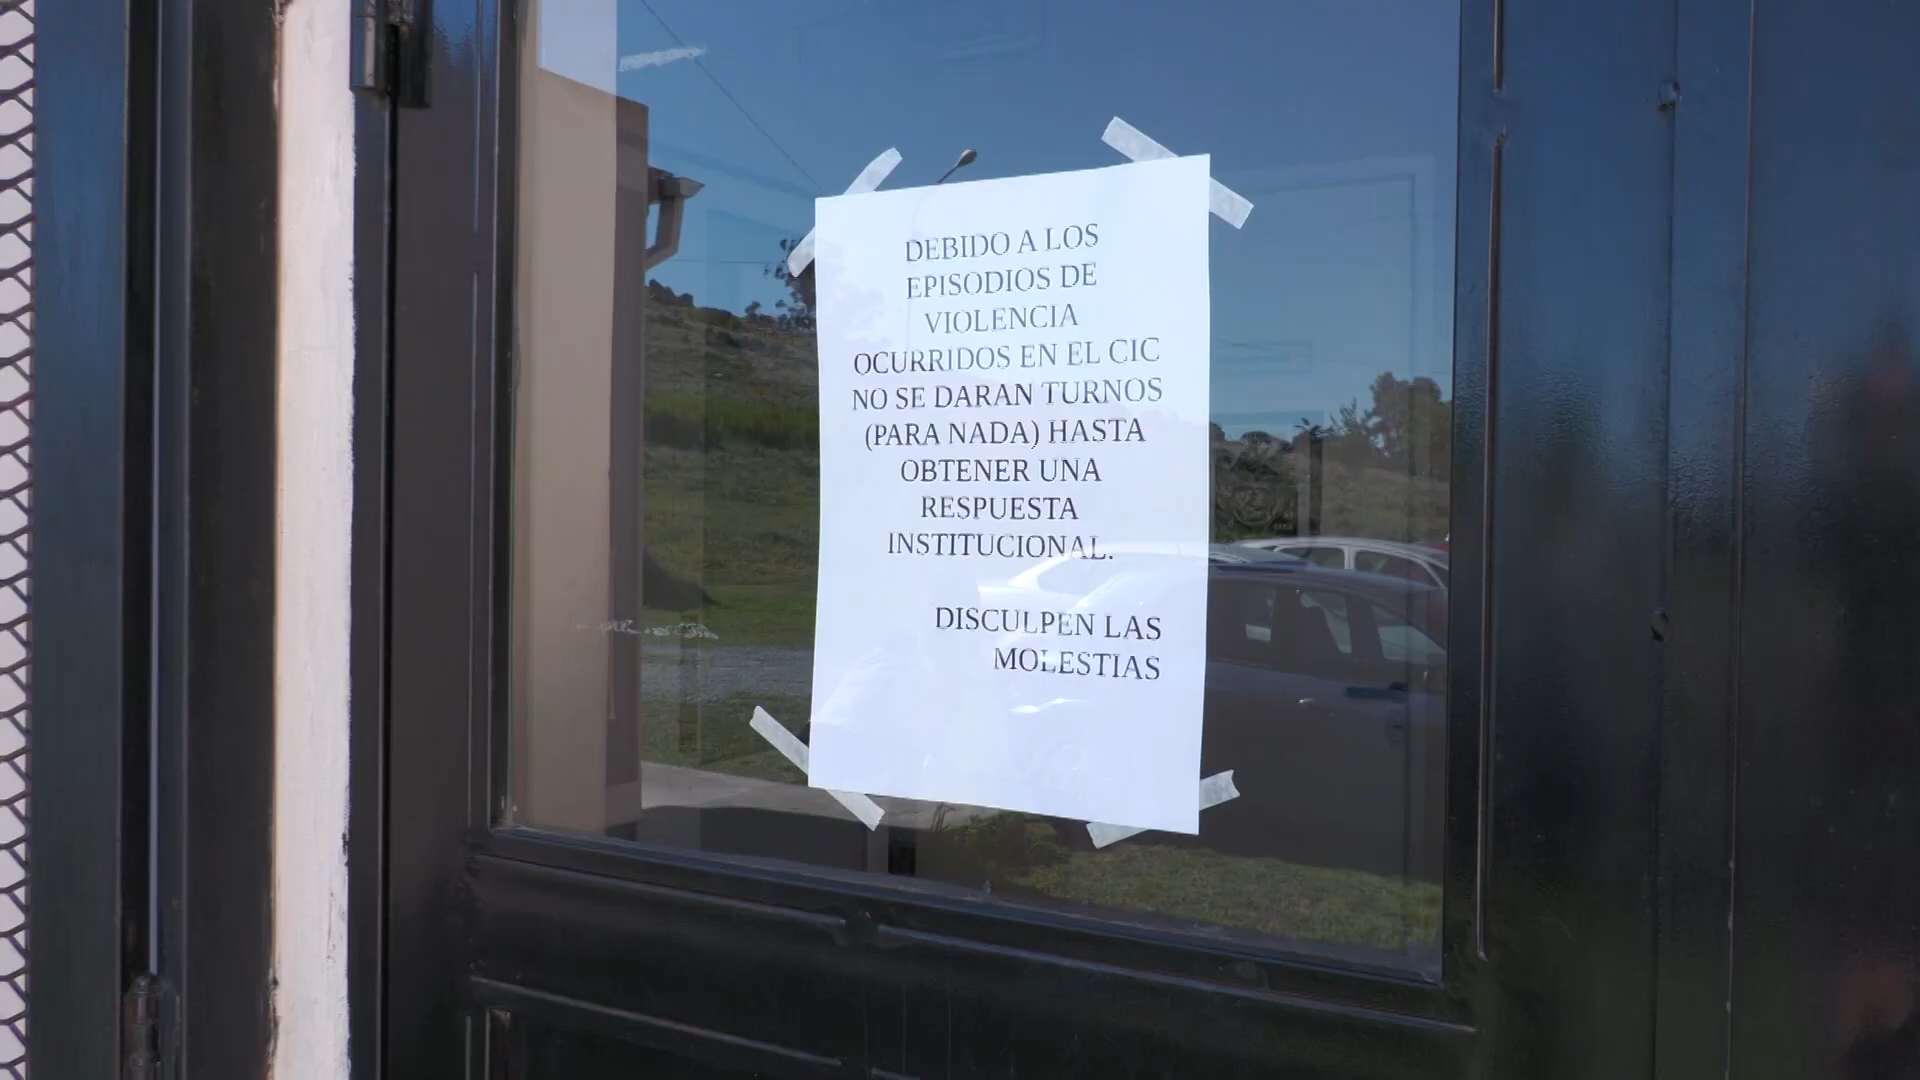 DEBIDO A LOS
EPISODIOS DE
VIOLENCIA
OCURRIDOS EN EL CIC
NO SE DARAN TURNOS
(PARA NADA) HASTA
OBTENER UNA
RESPUESTA
INSTITUCIONAL.
DISCULPEN LAS
MOLESTIAS